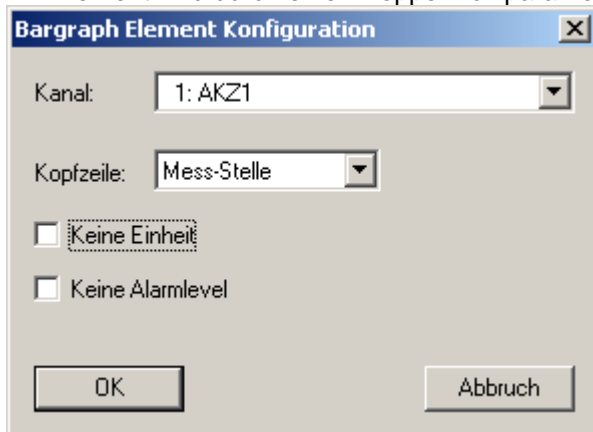 Bargraph Element Konfiguration
Kanal: 1: AKZ1
Kopfzeile: Mess-Stelle
Keine Einheit
Keine Alarmlevel
OK Abbruch